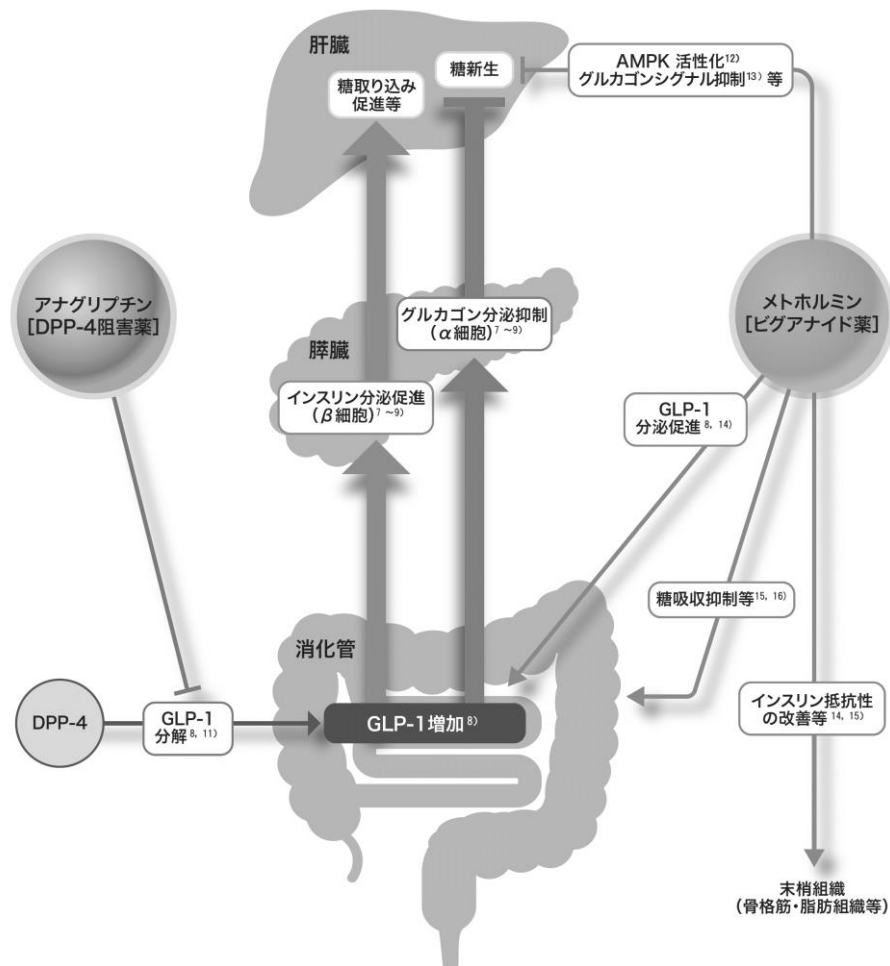 肝臓
糖新生
AMPK 活性化12)
グルカゴンシグナル抑制13) 等
糖取り込み
促進等
アナグリプチン
[DPP-4阻害薬]
メトホルミン
[ビグアナイド薬]
グルカゴン分泌抑制
(α細胞)7~9)
膵臓
インスリン分泌促進
(β細胞)7~9)
GLP-1
分泌促進8, 14)
糖吸収抑制等15, 16)
消化管
インスリン抵抗性
の改善等14, 15)
DPP-4
GLP-1
分解8, 11)
GLP-1増加8)
末梢組織
(骨格筋・脂肪組織等)